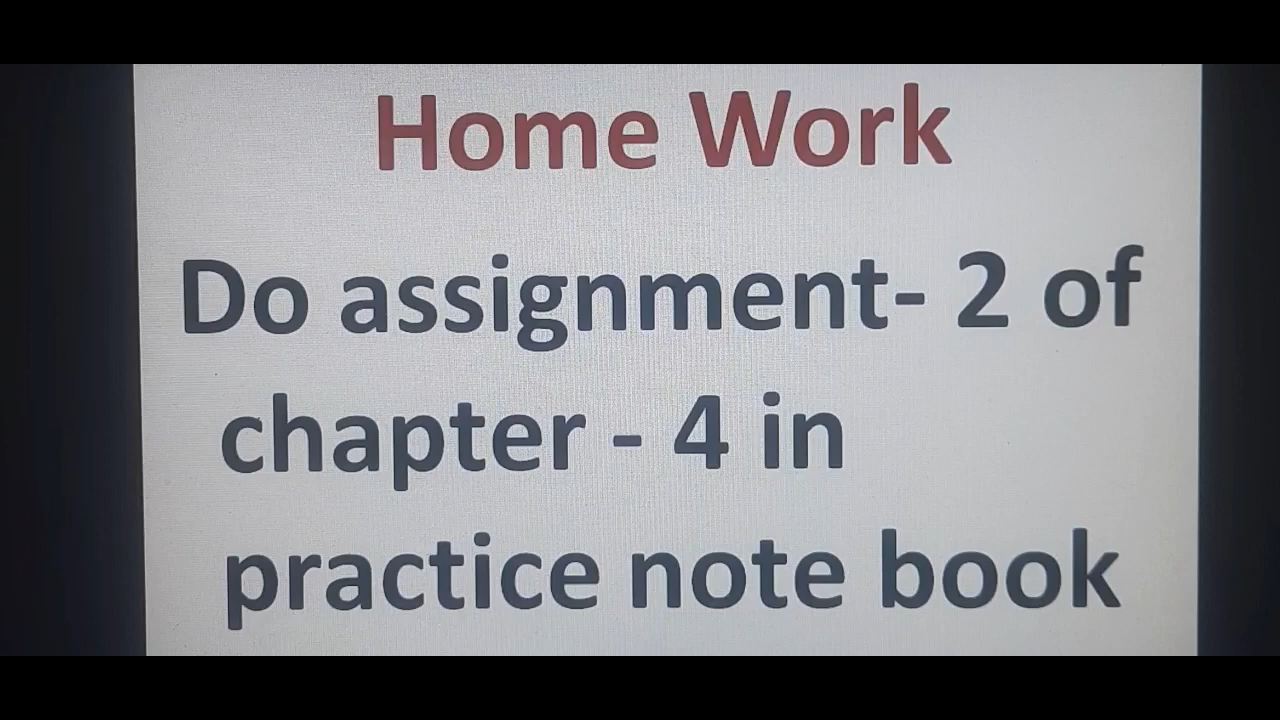 Home Work
Do assignment- 2 of
chapter - 4 in
practice note book